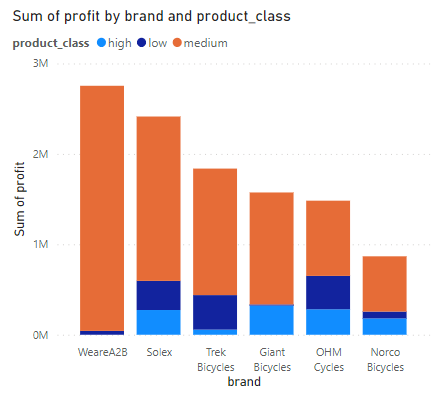 Sum of profit by brand and product_class
product_class high low medium
3M
2M
1M
0M
Sum of profit
WeareA2B Solex Trek Bicycles Giant Bicycles OHM Cycles Norco Bicycles
brand